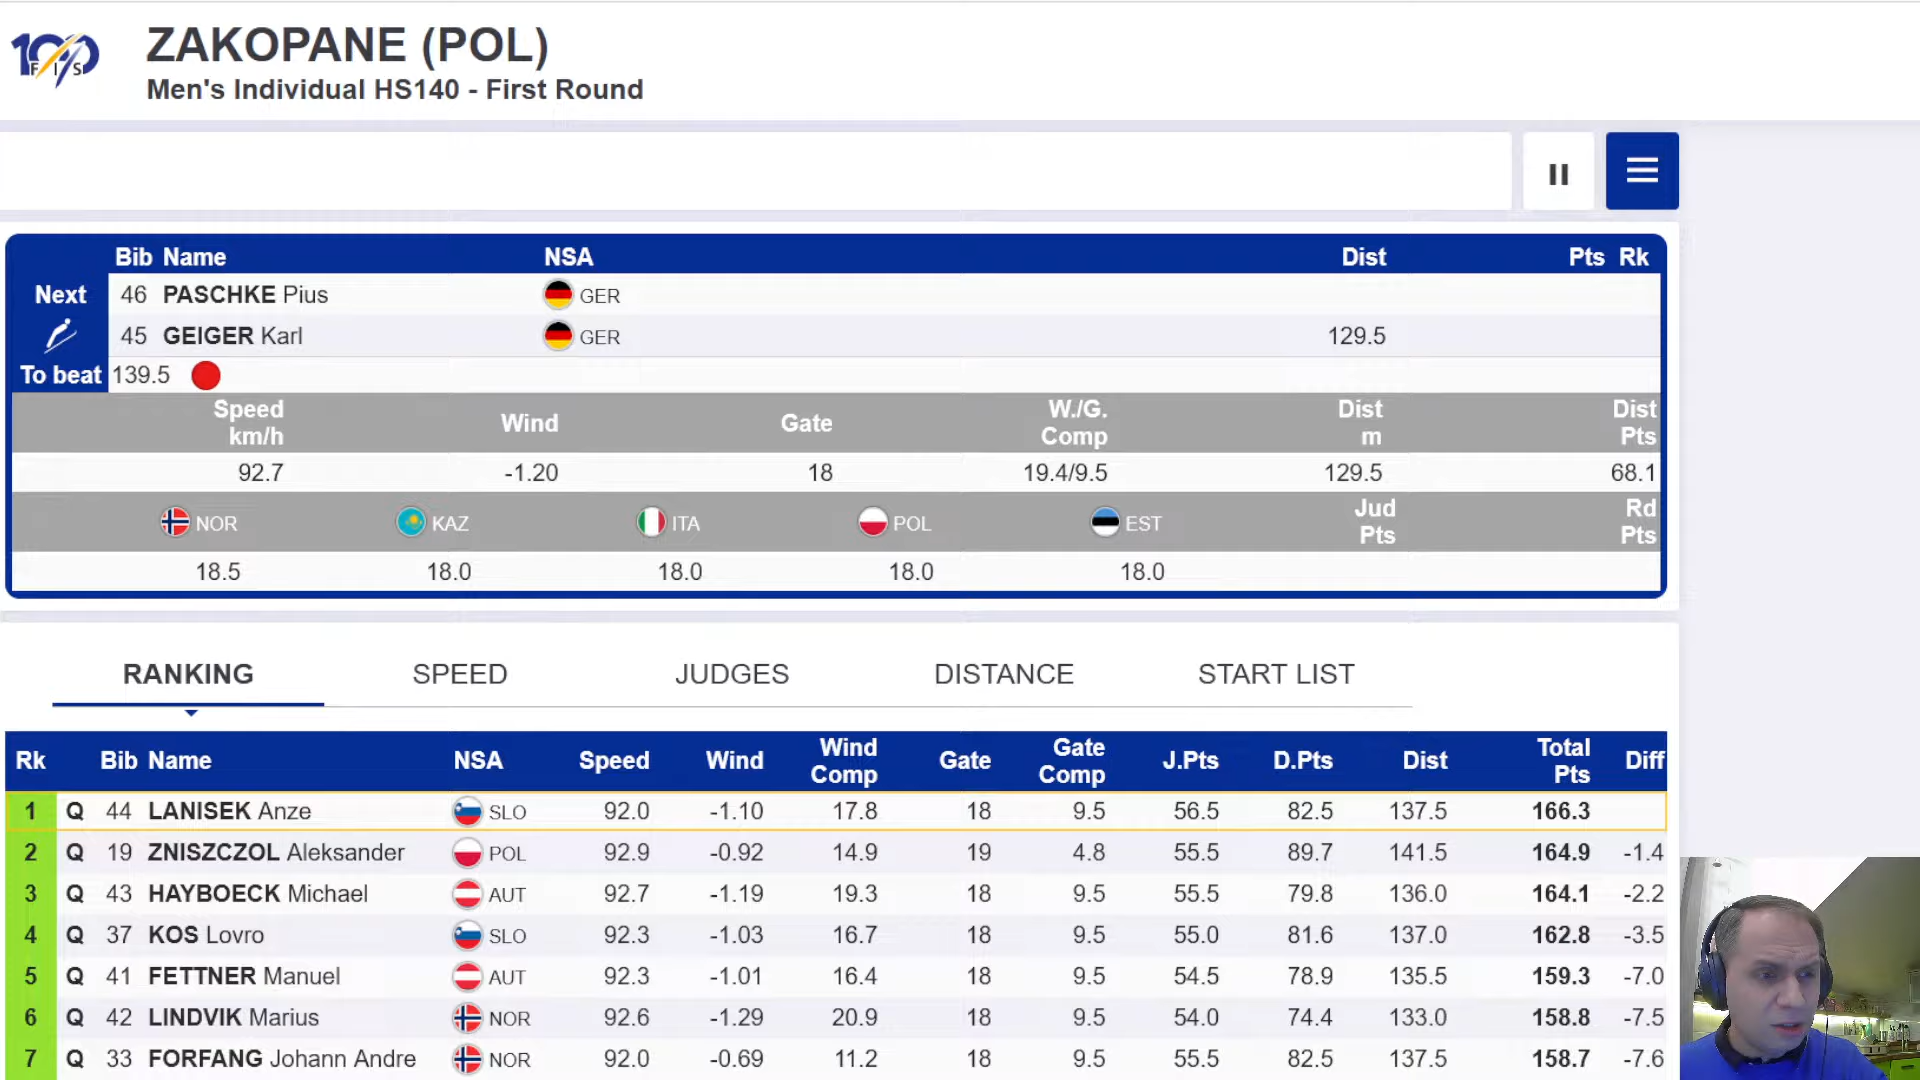 100 FIS
ZAKOPANE (POL)
Men's Individual HS140 - First Round
Bib Name NSA Dist Pts Rk
Next 46 PASCHKE Pius GER
45 GEIGER Karl GER 129.5
To beat 139.5
Speed km/h Wind Gate W./G. Comp Dist m Dist Pts
92.7 -1.20 18 19.4/9.5 129.5 68.1
NOR KAZ ITA POL EST Jud Pts Rd Pts
18.5 18.0 18.0 18.0 18.0
RANKING SPEED JUDGES DISTANCE START LIST
Rk Bib Name NSA Speed Wind Wind Comp Gate Gate Comp J.Pts D.Pts Dist Total Pts Diff
1 Q 44 LANISEK Anze SLO 92.0 -1.10 17.8 18 9.5 56.5 82.5 137.5 166.3
2 Q 19 ZNISZCZOL Aleksander POL 92.9 -0.92 14.9 19 4.8 55.5 89.7 141.5 164.9 -1.4
3 Q 43 HAYBOECK Michael AUT 92.7 -1.19 19.3 18 9.5 55.5 79.8 136.0 164.1 -2.2
4 Q 37 KOS Lovro SLO 92.3 -1.03 16.7 18 9.5 55.0 81.6 137.0 162.8 -3.5
5 Q 41 FETTNER Manuel AUT 92.3 -1.01 16.4 18 9.5 54.5 78.9 135.5 159.3 -7.0
6 Q 42 LINDVIK Marius NOR 92.6 -1.29 20.9 18 9.5 54.0 74.4 133.0 158.8 -7.5
7 Q 33 FORFANG Johann Andre NOR 92.0 -0.69 11.2 18 9.5 55.5 82.5 137.5 158.7 -7.6